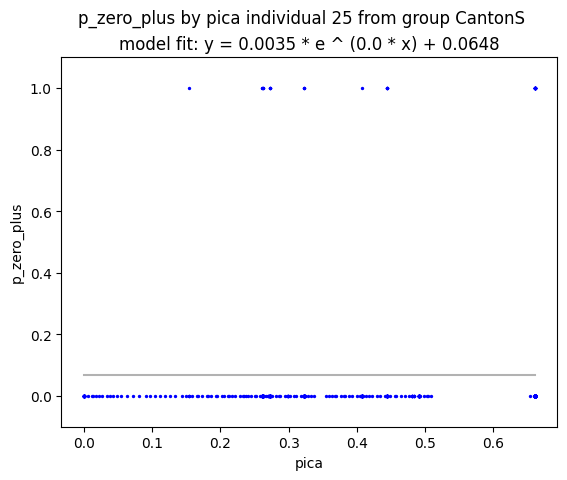 p_zero_plus by pica individual 25 from group CantonS
model fit: y = 0.0035 * e ^ (0.0 * x) + 0.0648
1.0
0.8
0.6
0.4
0.2
0.0
p_zero_plus
0.0 0.1 0.2 0.3 0.4 0.5 0.6
pica